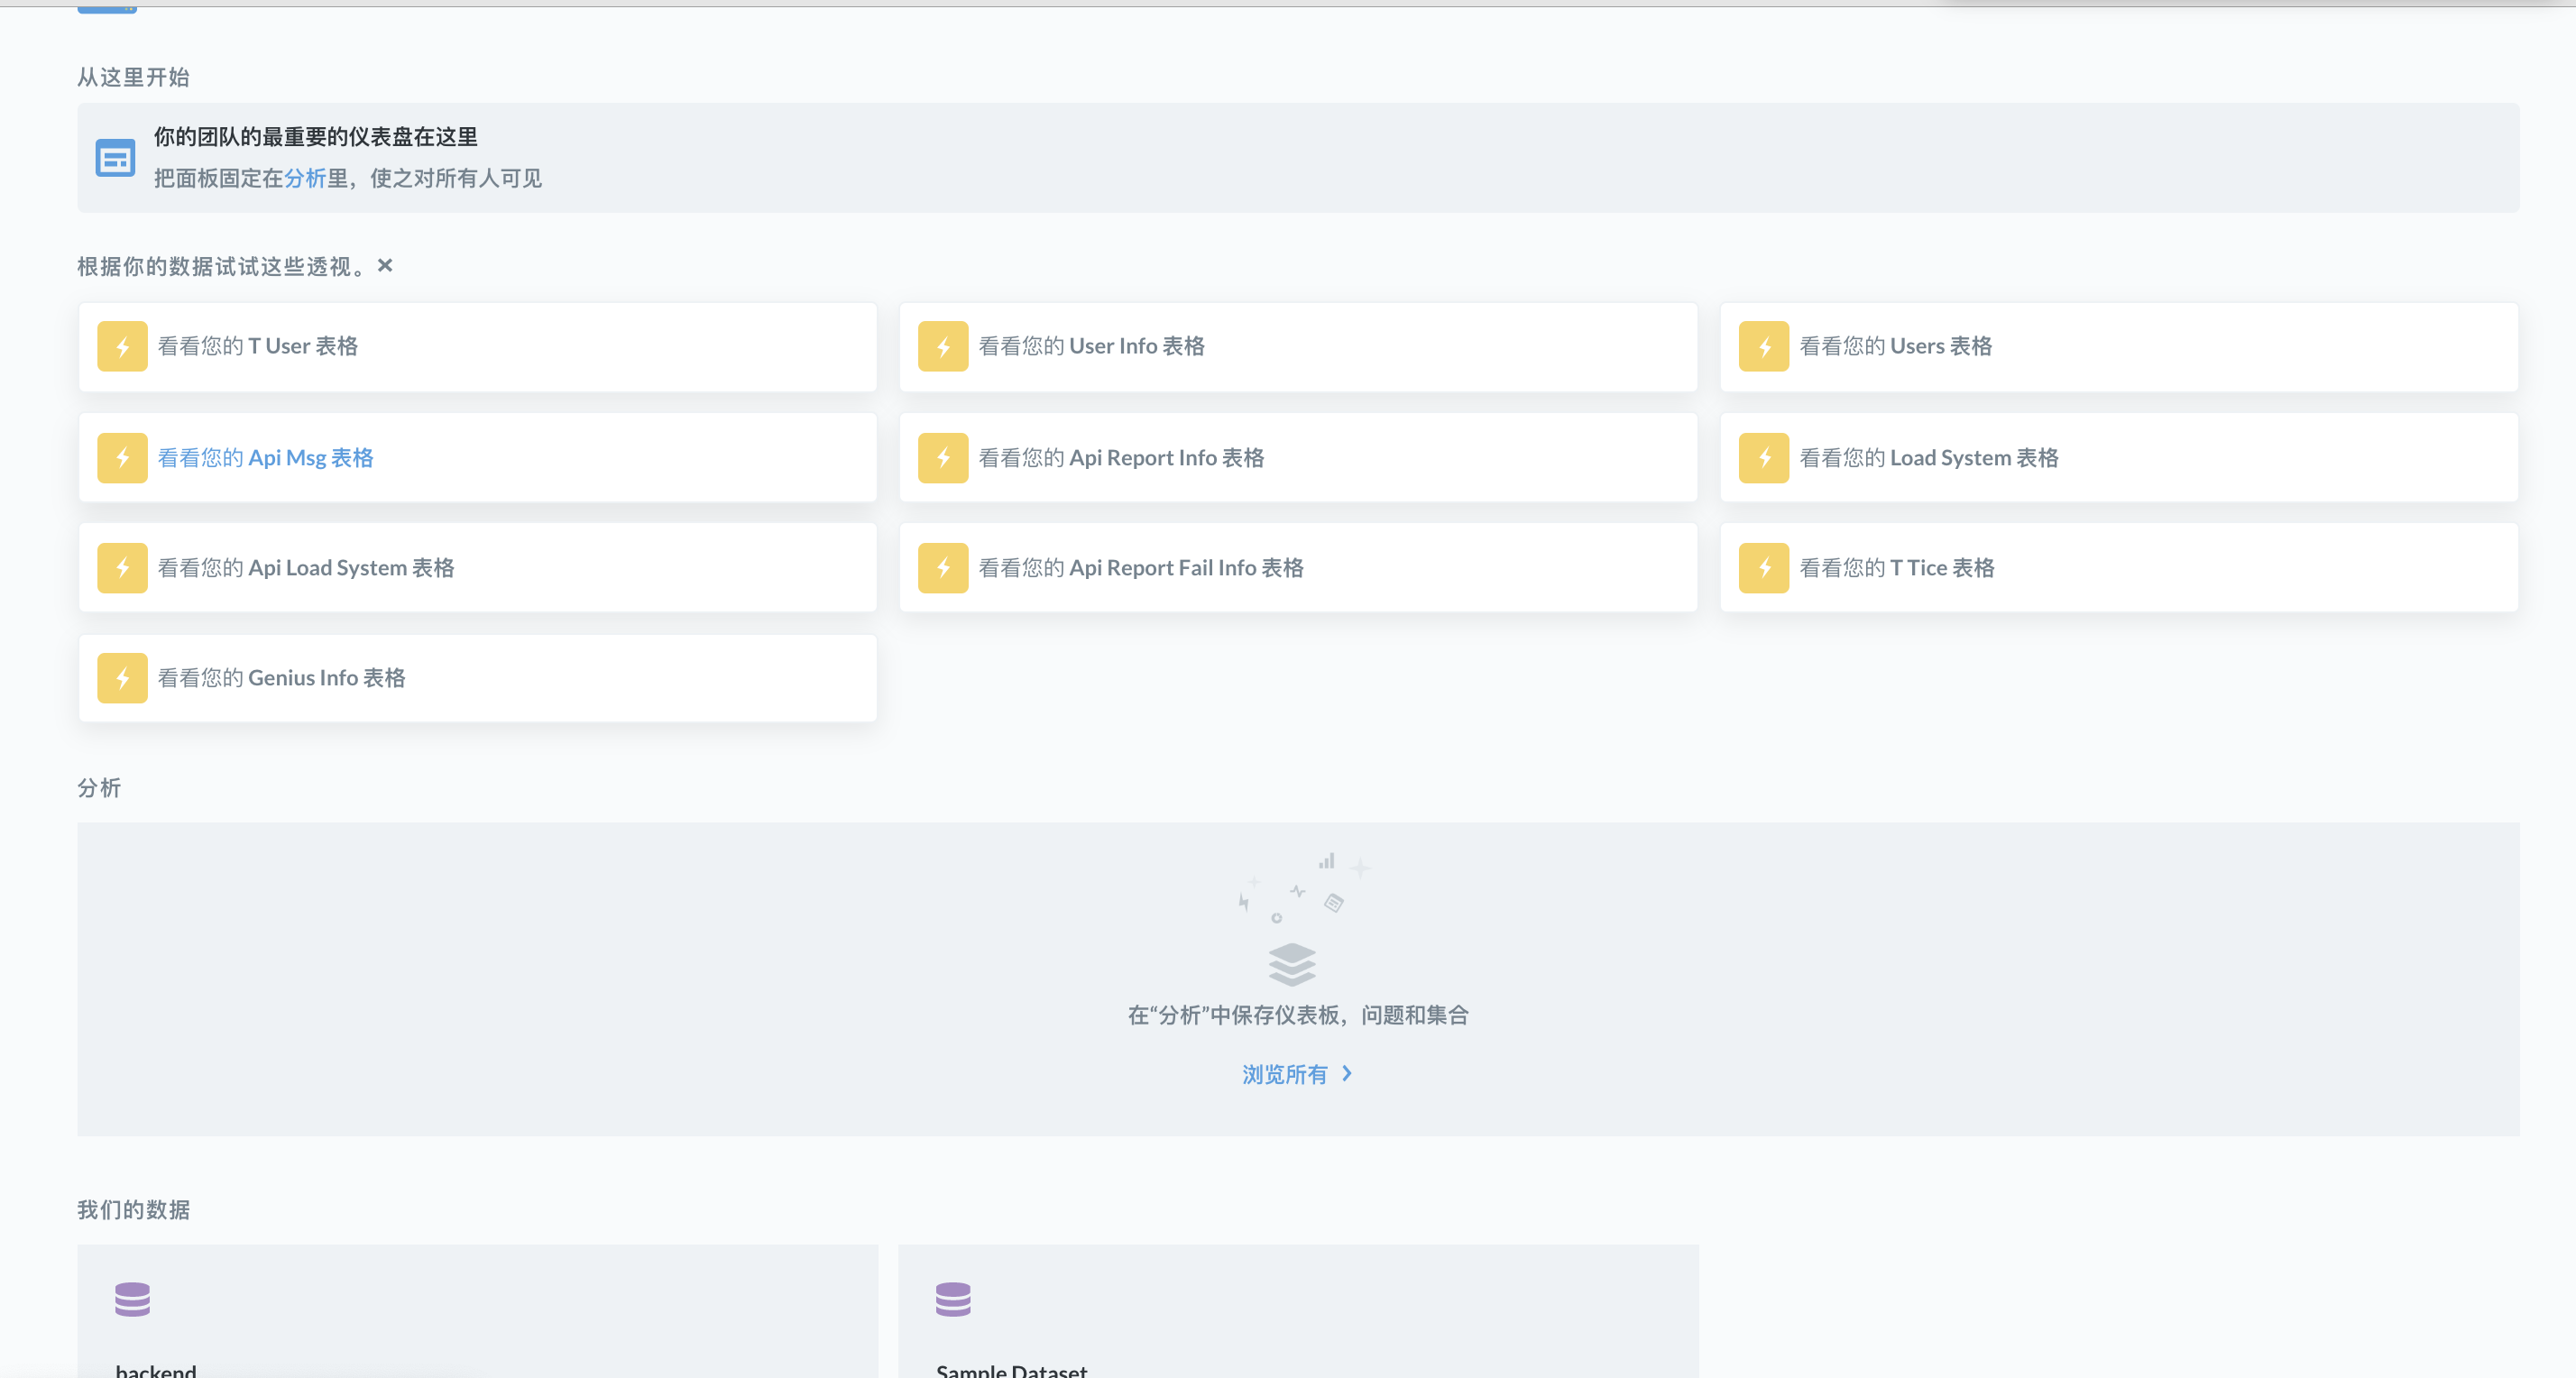 从这里开始
你的团队的最重要的仪表盘在这里
把面板固定在分析里，使之对所有人可见
根据你的数据试试这些透视。
看看您的 T User 表格
看看您的 User Info 表格
看看您的 Users 表格
看看您的 Api Msg 表格
看看您的 Api Report Info 表格
看看您的 Load System 表格
看看您的 Api Load System 表格
看看您的 Api Report Fail Info 表格
看看您的 T Tice 表格
看看您的 Genius Info 表格
分析
在“分析”中保存仪表板，问题和集合
浏览所有
我们的数据
backend
Sample Dataset